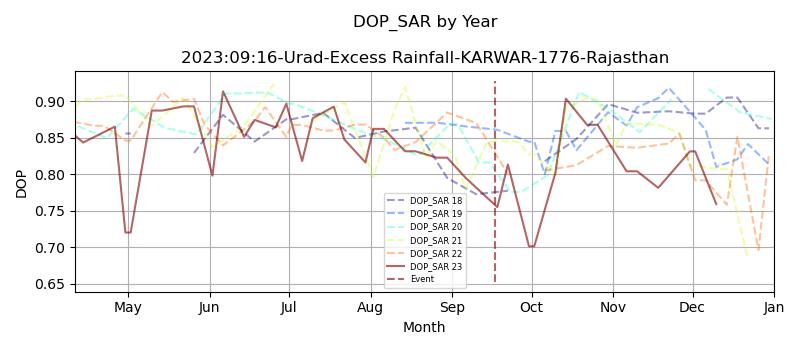 DOP_SAR by Year
2023:09:16-Urad-Excess Rainfall-KARWAR-1776-Rajasthan
DOP
0.90
0.85
0.80
0.75
0.70
0.65
DOP_SAR 18
DOP_SAR 19
DOP_SAR 20
DOP_SAR 21
DOP_SAR 22
DOP_SAR 23
Event
May Jun Jul Aug Sep Oct Nov Dec Jan
Month